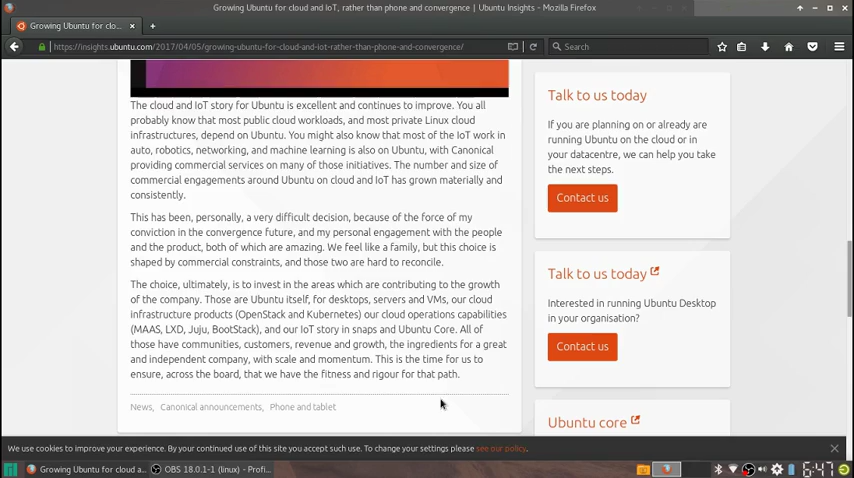 Growing Ubuntu for cloud and IoT, rather than phone and convergence | Ubuntu Insights - Mozilla Firefox
Growing Ubuntu for clo...
https://insights.ubuntu.com/2017/04/05/growing-ubuntu-for-cloud-and-iot-rather-than-phone-and-convergence/
Search
The cloud and IoT story for Ubuntu is excellent and continues to improve. You all
probably know that most public cloud workloads, and most private Linux cloud
infrastructures, depend on Ubuntu. You might also know that most of the IoT work in
auto, robotics, networking, and machine learning is also on Ubuntu, with Canonical
providing commercial services on many of those initiatives. The number and size of
commercial engagements around Ubuntu on cloud and IoT has grown materially and
consistently.
This has been, personally, a very difficult decision, because of the force of my
conviction in the convergence future, and my personal engagement with the people
and the product, both of which are amazing. We feel like a family, but this choice is
shaped by commercial constraints, and those two are hard to reconcile.
The choice, ultimately, is to invest in the areas which are contributing to the growth
of the company. Those are Ubuntu itself, for desktops, servers and VMs, our cloud
infrastructure products (OpenStack and Kubernetes) our cloud operations capabilities
(MAAS, LXD, Juju, BootStack), and our IoT story in snaps and Ubuntu Core. All of
those have communities, customers, revenue and growth, the ingredients for a great
and independent company, with scale and momentum. This is the time for us to
ensure, across the board, that we have the fitness and rigour for that path.
News, Canonical announcements, Phone and tablet
Talk to us today
If you are planning on or already are
running Ubuntu on the cloud or in
your datacentre, we can help you take
the next steps.
Contact us
Talk to us today
Interested in running Ubuntu Desktop
in your organisation?
Contact us
Ubuntu core
We use cookies to improve your experience. By your continued use of this site you accept such use. To change your settings please see our policy.
Growing Ubuntu for cloud a...
OBS 18.0.1-1 (linux) - Profi...
6:47